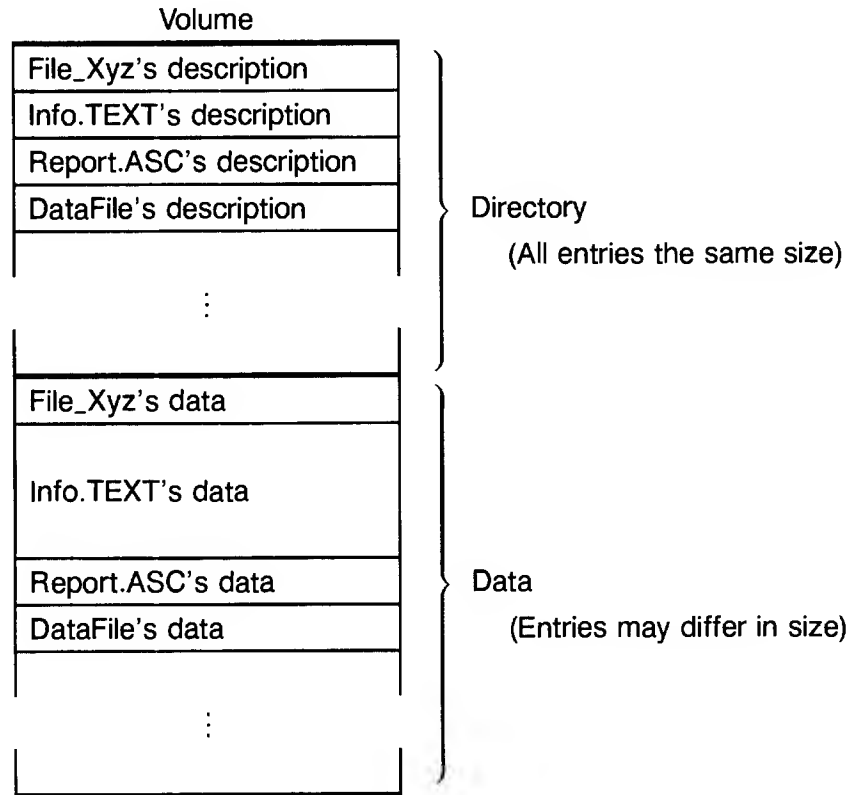 Volume
File_Xyz's description
Info.TEXT's description
Report.ASC's description
DataFile's description
⋮
Directory
(All entries the same size)
File_Xyz's data
Info.TEXT's data
Report.ASC's data
DataFile's data
⋮
Data
(Entries may differ in size)